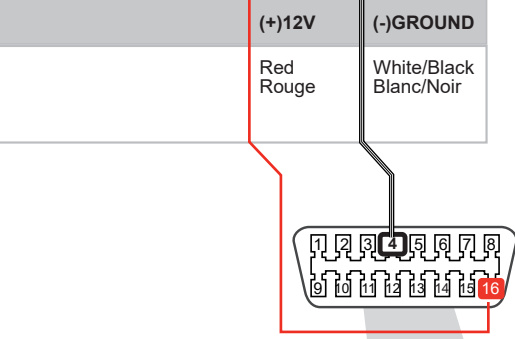 (+)12V (-)GROUND
Red White/Black
Rouge Blanc/Noir
1 2 3 4 5 6 7 8
9 10 11 12 13 14 15 16